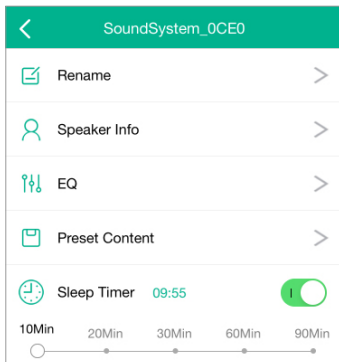 SoundSystem_0CE0
Rename
Speaker Info
EQ
Preset Content
Sleep Timer 09:55
10Min 20Min 30Min 60Min 90Min